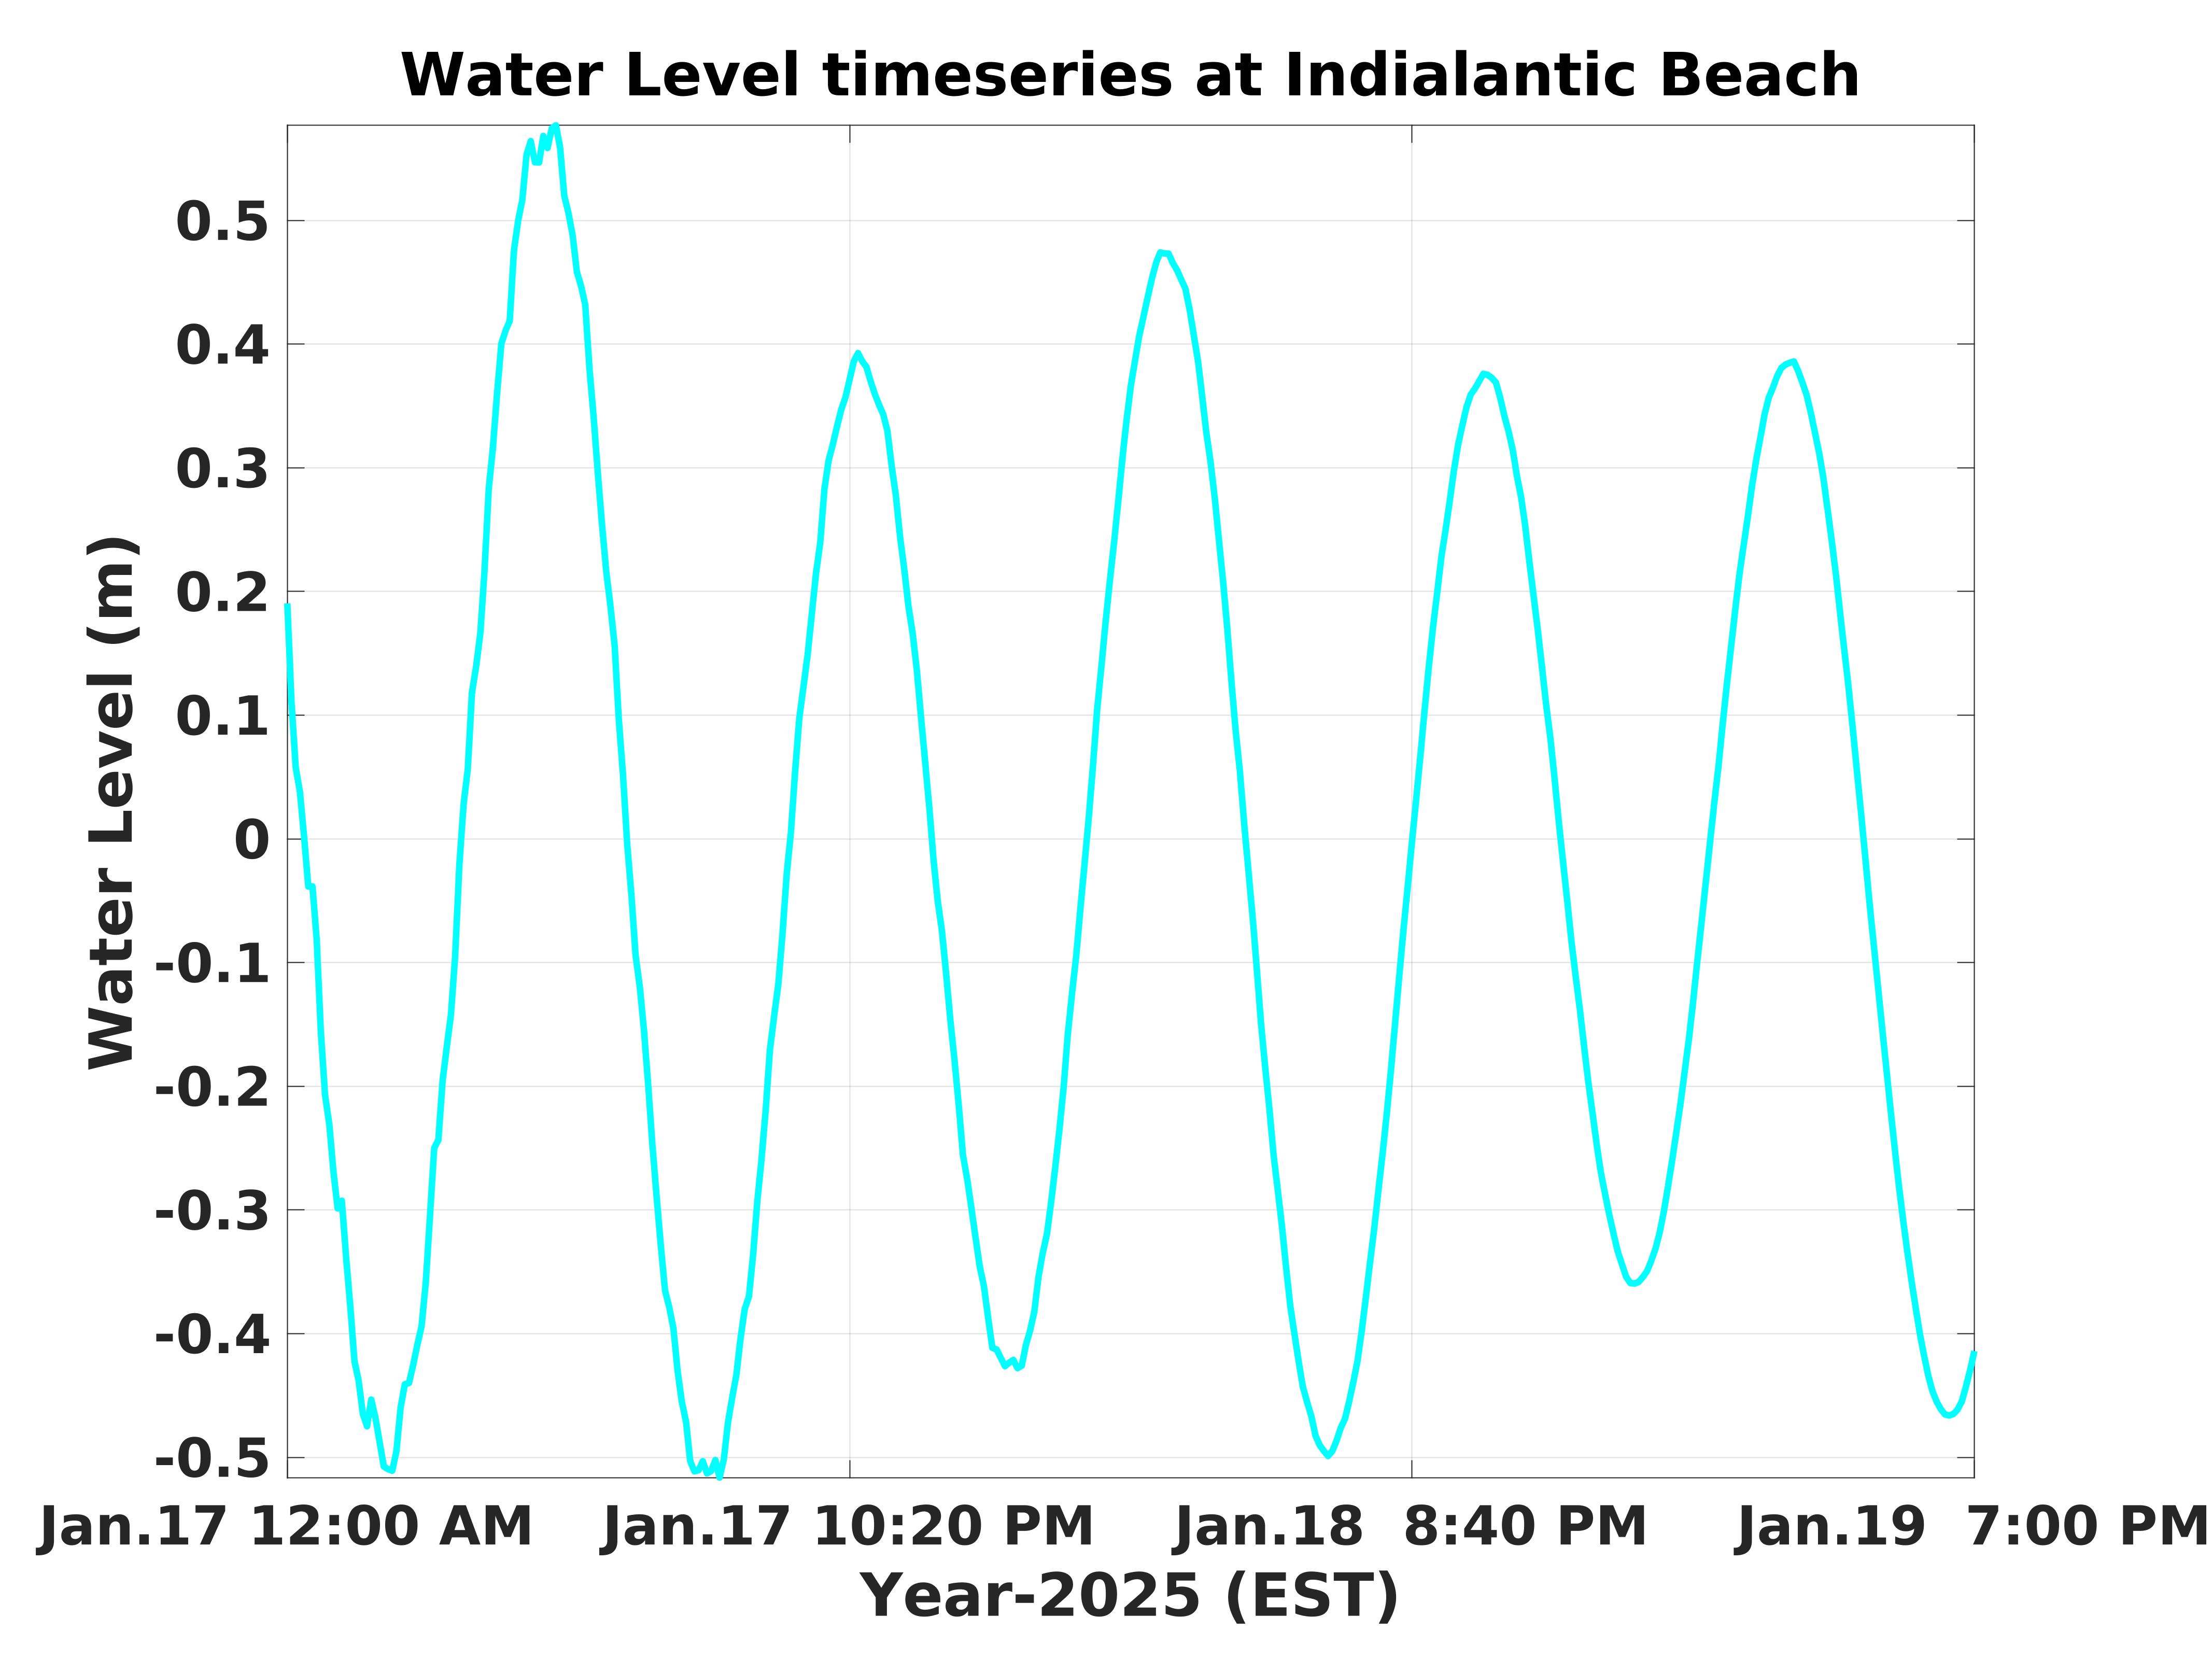 Water Level timeseries at Indialantic Beach
Water Level (m)
0.5
0.4
0.3
0.2
0.1
0
-0.1
-0.2
-0.3
-0.4
-0.5
Jan.17 12:00 AM Jan.17 10:20 PM Jan.18 8:40 PM Jan.19 7:00 PM
Year-2025 (EST)